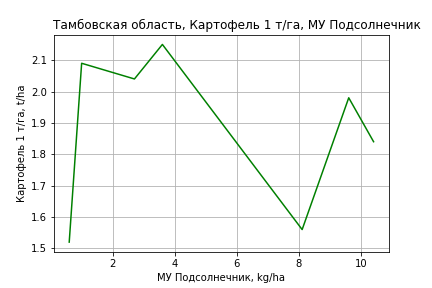 Тамбовская область, Картофель 1 т/га, МУ Подсолнечник
2.1
2.0
1.9
1.8
1.7
1.6
1.5
Картофель 1 т/га, t/ha
2 4 6 8 10
МУ Подсолнечник, kg/ha